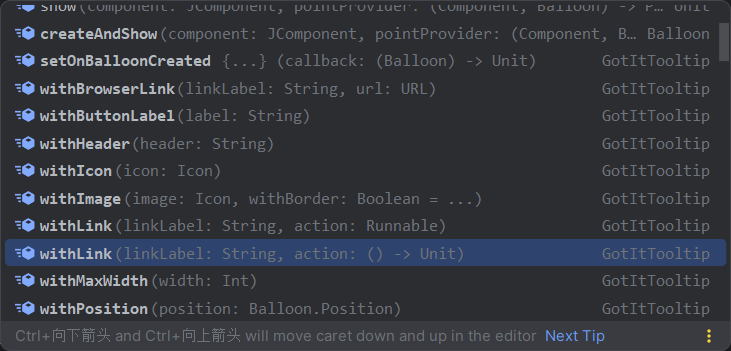 show(component: JComponent, pointProvider: (Component, Balloon) -> P… Unit
createAndShow(component: JComponent, pointProvider: (Component, B… Balloon
setOnBalloonCreated {...} (callback: (Balloon) -> Unit) GotItTooltip
withBrowserLink(linkLabel: String, url: URL) GotItTooltip
withButtonLabel(label: String) GotItTooltip
withHeader(header: String) GotItTooltip
withIcon(icon: Icon) GotItTooltip
withImage(image: Icon, withBorder: Boolean = ...) GotItTooltip
withLink(linkLabel: String, action: Runnable) GotItTooltip
withLink(linkLabel: String, action: () -> Unit) GotItTooltip
withMaxWidth(width: Int) GotItTooltip
withPosition(position: Balloon.Position) GotItTooltip
Ctrl+向下箭头 and Ctrl+向上箭头 will move caret down and up in the editor Next Tip